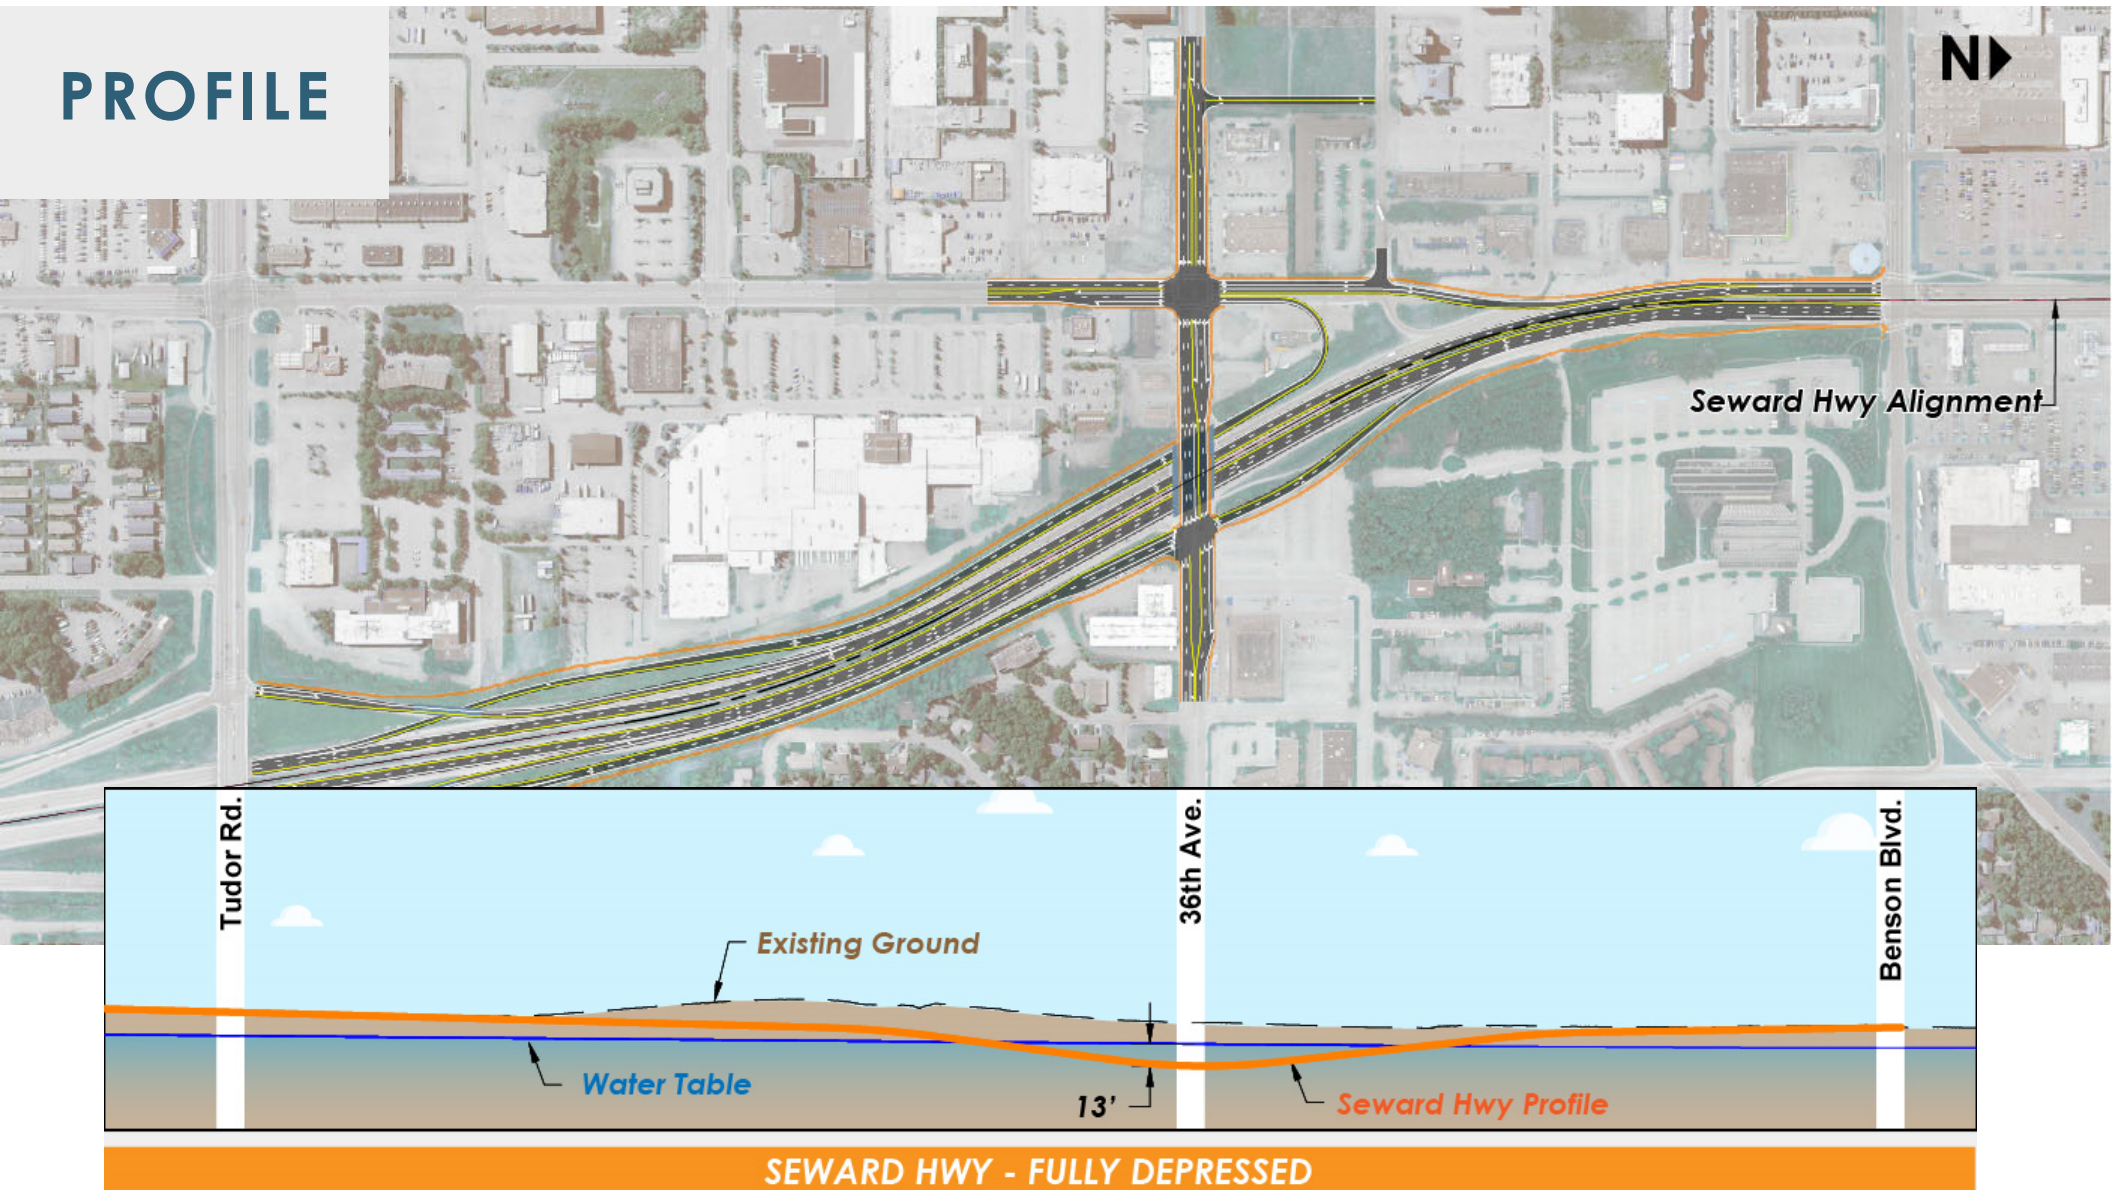 PROFILE
N
Seward Hwy Alignment
Tudor Rd.
36th Ave.
Benson Blvd.
Existing Ground
Water Table
13'
Seward Hwy Profile
SEWARD HWY - FULLY DEPRESSED